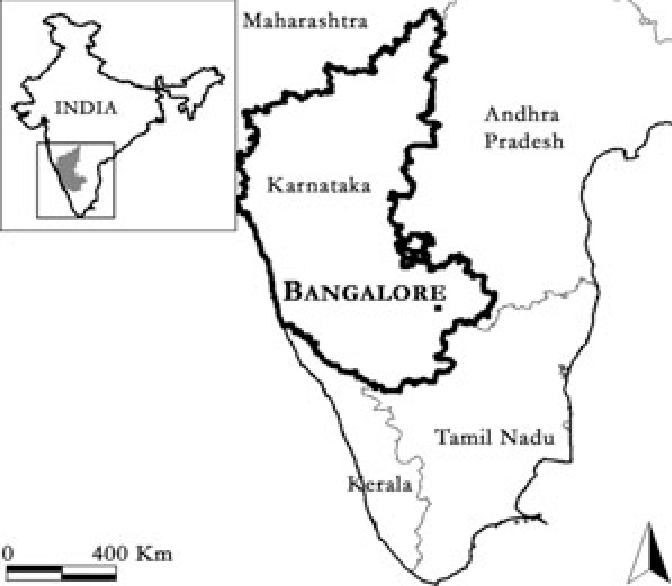 Maharashtra
INDIA
Andhra
Pradesh
Karnataka
BANGALORE
Tamil Nadu
Kerala
0 400 Km